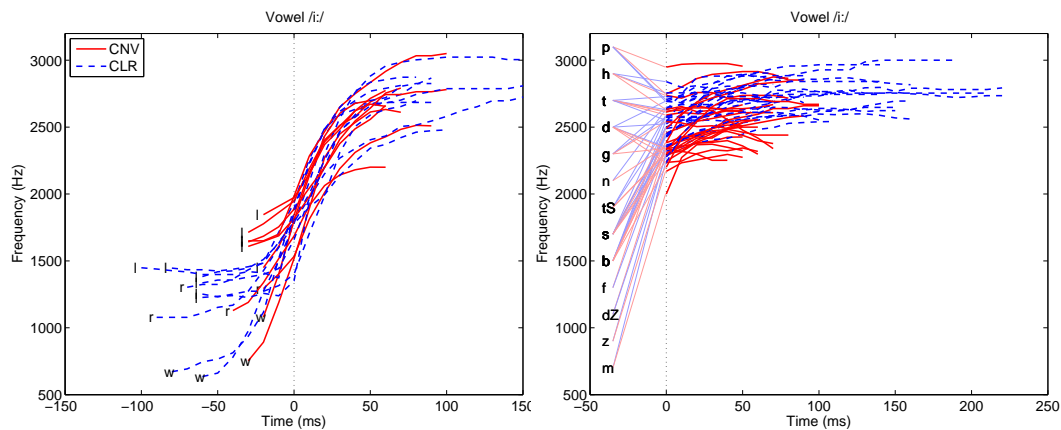 Vowel /i:/
CNV
CLR
Frequency (Hz)
3000
2500
2000
1500
1000
500
l
l
l
l
l
l
r
l
r
l
l
r
r
w
w
w
w
−150
−100
−50
0
50
100
150
Time (ms)
Vowel /i:/
Frequency (Hz)
3000
2500
2000
1500
1000
500
p
h
t
d
g
n
tS
s
b
f
dZ
z
m
−50
0
50
100
150
200
250
Time (ms)